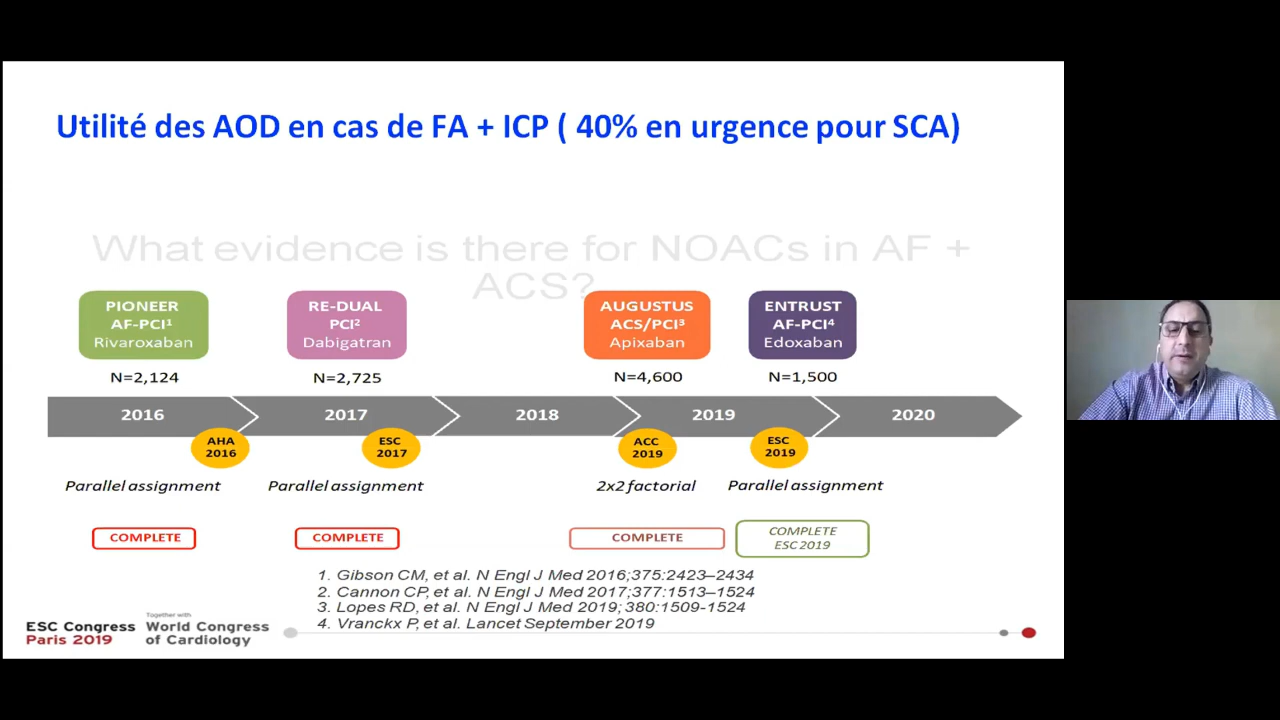 Utilité des AOD en cas de FA + ICP ( 40% en urgence pour SCA)
What evidence is there for NOACs in AF +
ACS?
PIONEER
AF-PCI¹
Rivaroxaban
RE-DUAL
PCI²
Dabigatran
AUGUSTUS
ACS/PCI³
Apixaban
ENTRUST
AF-PCI⁴
Edoxaban
N=2,124
N=2,725
N=4,600
N=1,500
2016
2017
2018
2019
2020
AHA
2016
ESC
2017
ACC
2019
ESC
2019
Parallel assignment
Parallel assignment
2x2 factorial
Parallel assignment
COMPLETE
COMPLETE
COMPLETE
COMPLETE
ESC 2019
1. Gibson CM, et al. N Engl J Med 2016;375:2423–2434
2. Cannon CP, et al. N Engl J Med 2017;377:1513–1524
3. Lopes RD, et al. N Engl J Med 2019; 380:1509-1524
4. Vranckx P, et al. Lancet September 2019
ESC Congress
Paris 2019
Together with
World Congress
of Cardiology